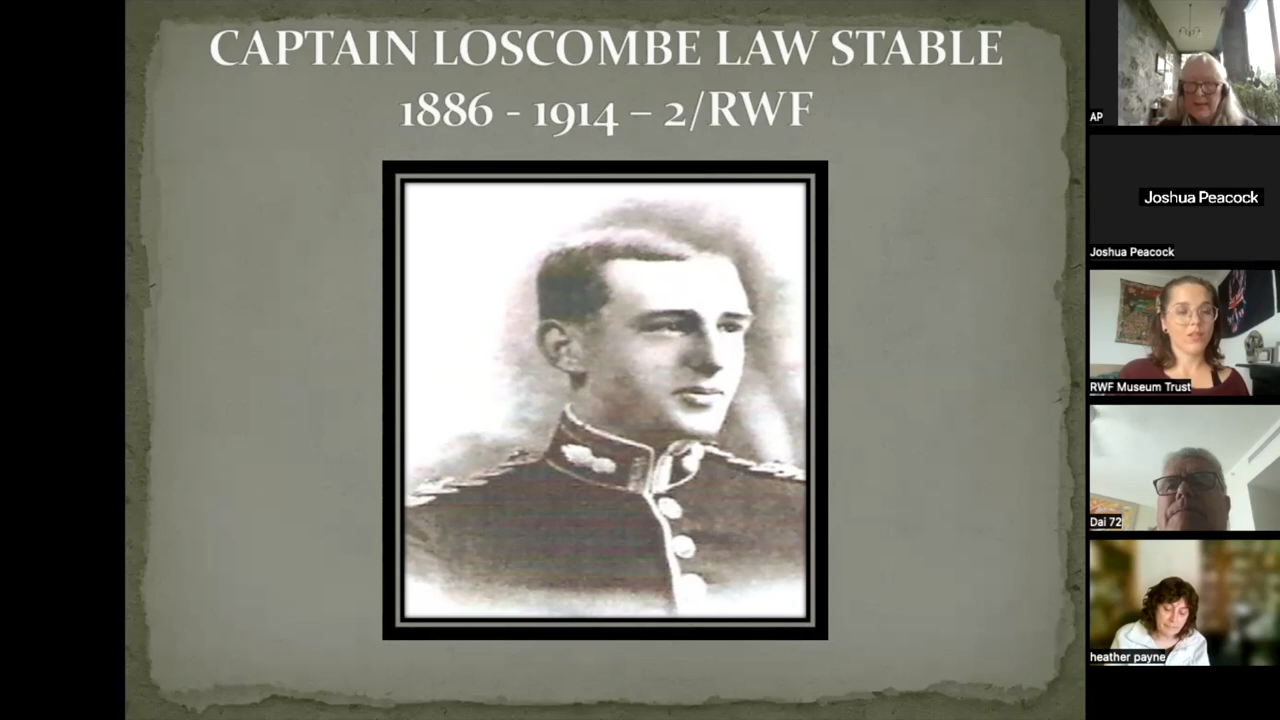 CAPTAIN LOSCOMBE LAW STABLE
1886 - 1914 – 2/RWF
AP
Joshua Peacock
Joshua Peacock
RWF Museum Trust
Dai 72
heather payne